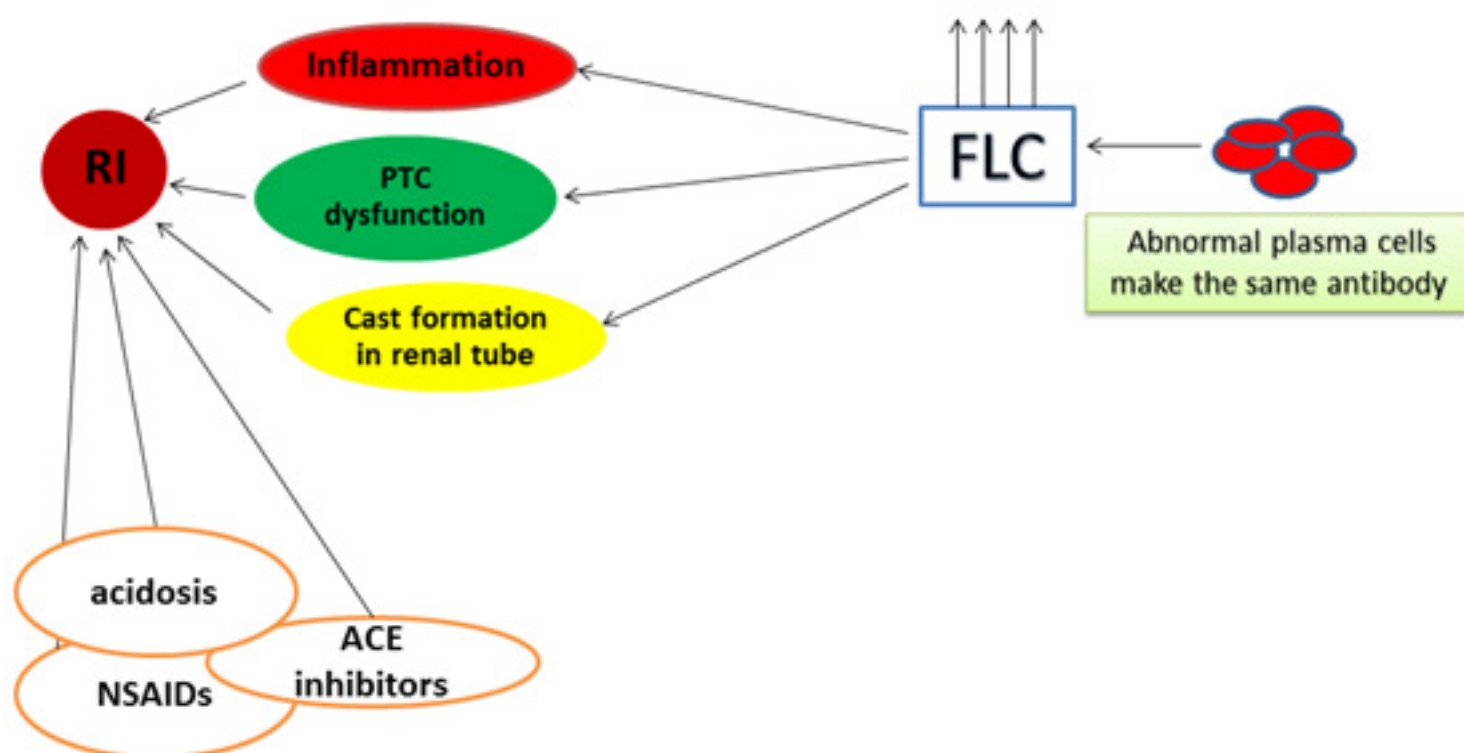 Inflammation
RI
PTC
dysfunction
Cast formation
in renal tube
FLC
Abnormal plasma cells
make the same antibody
acidosis
ACE
inhibitors
NSAIDs